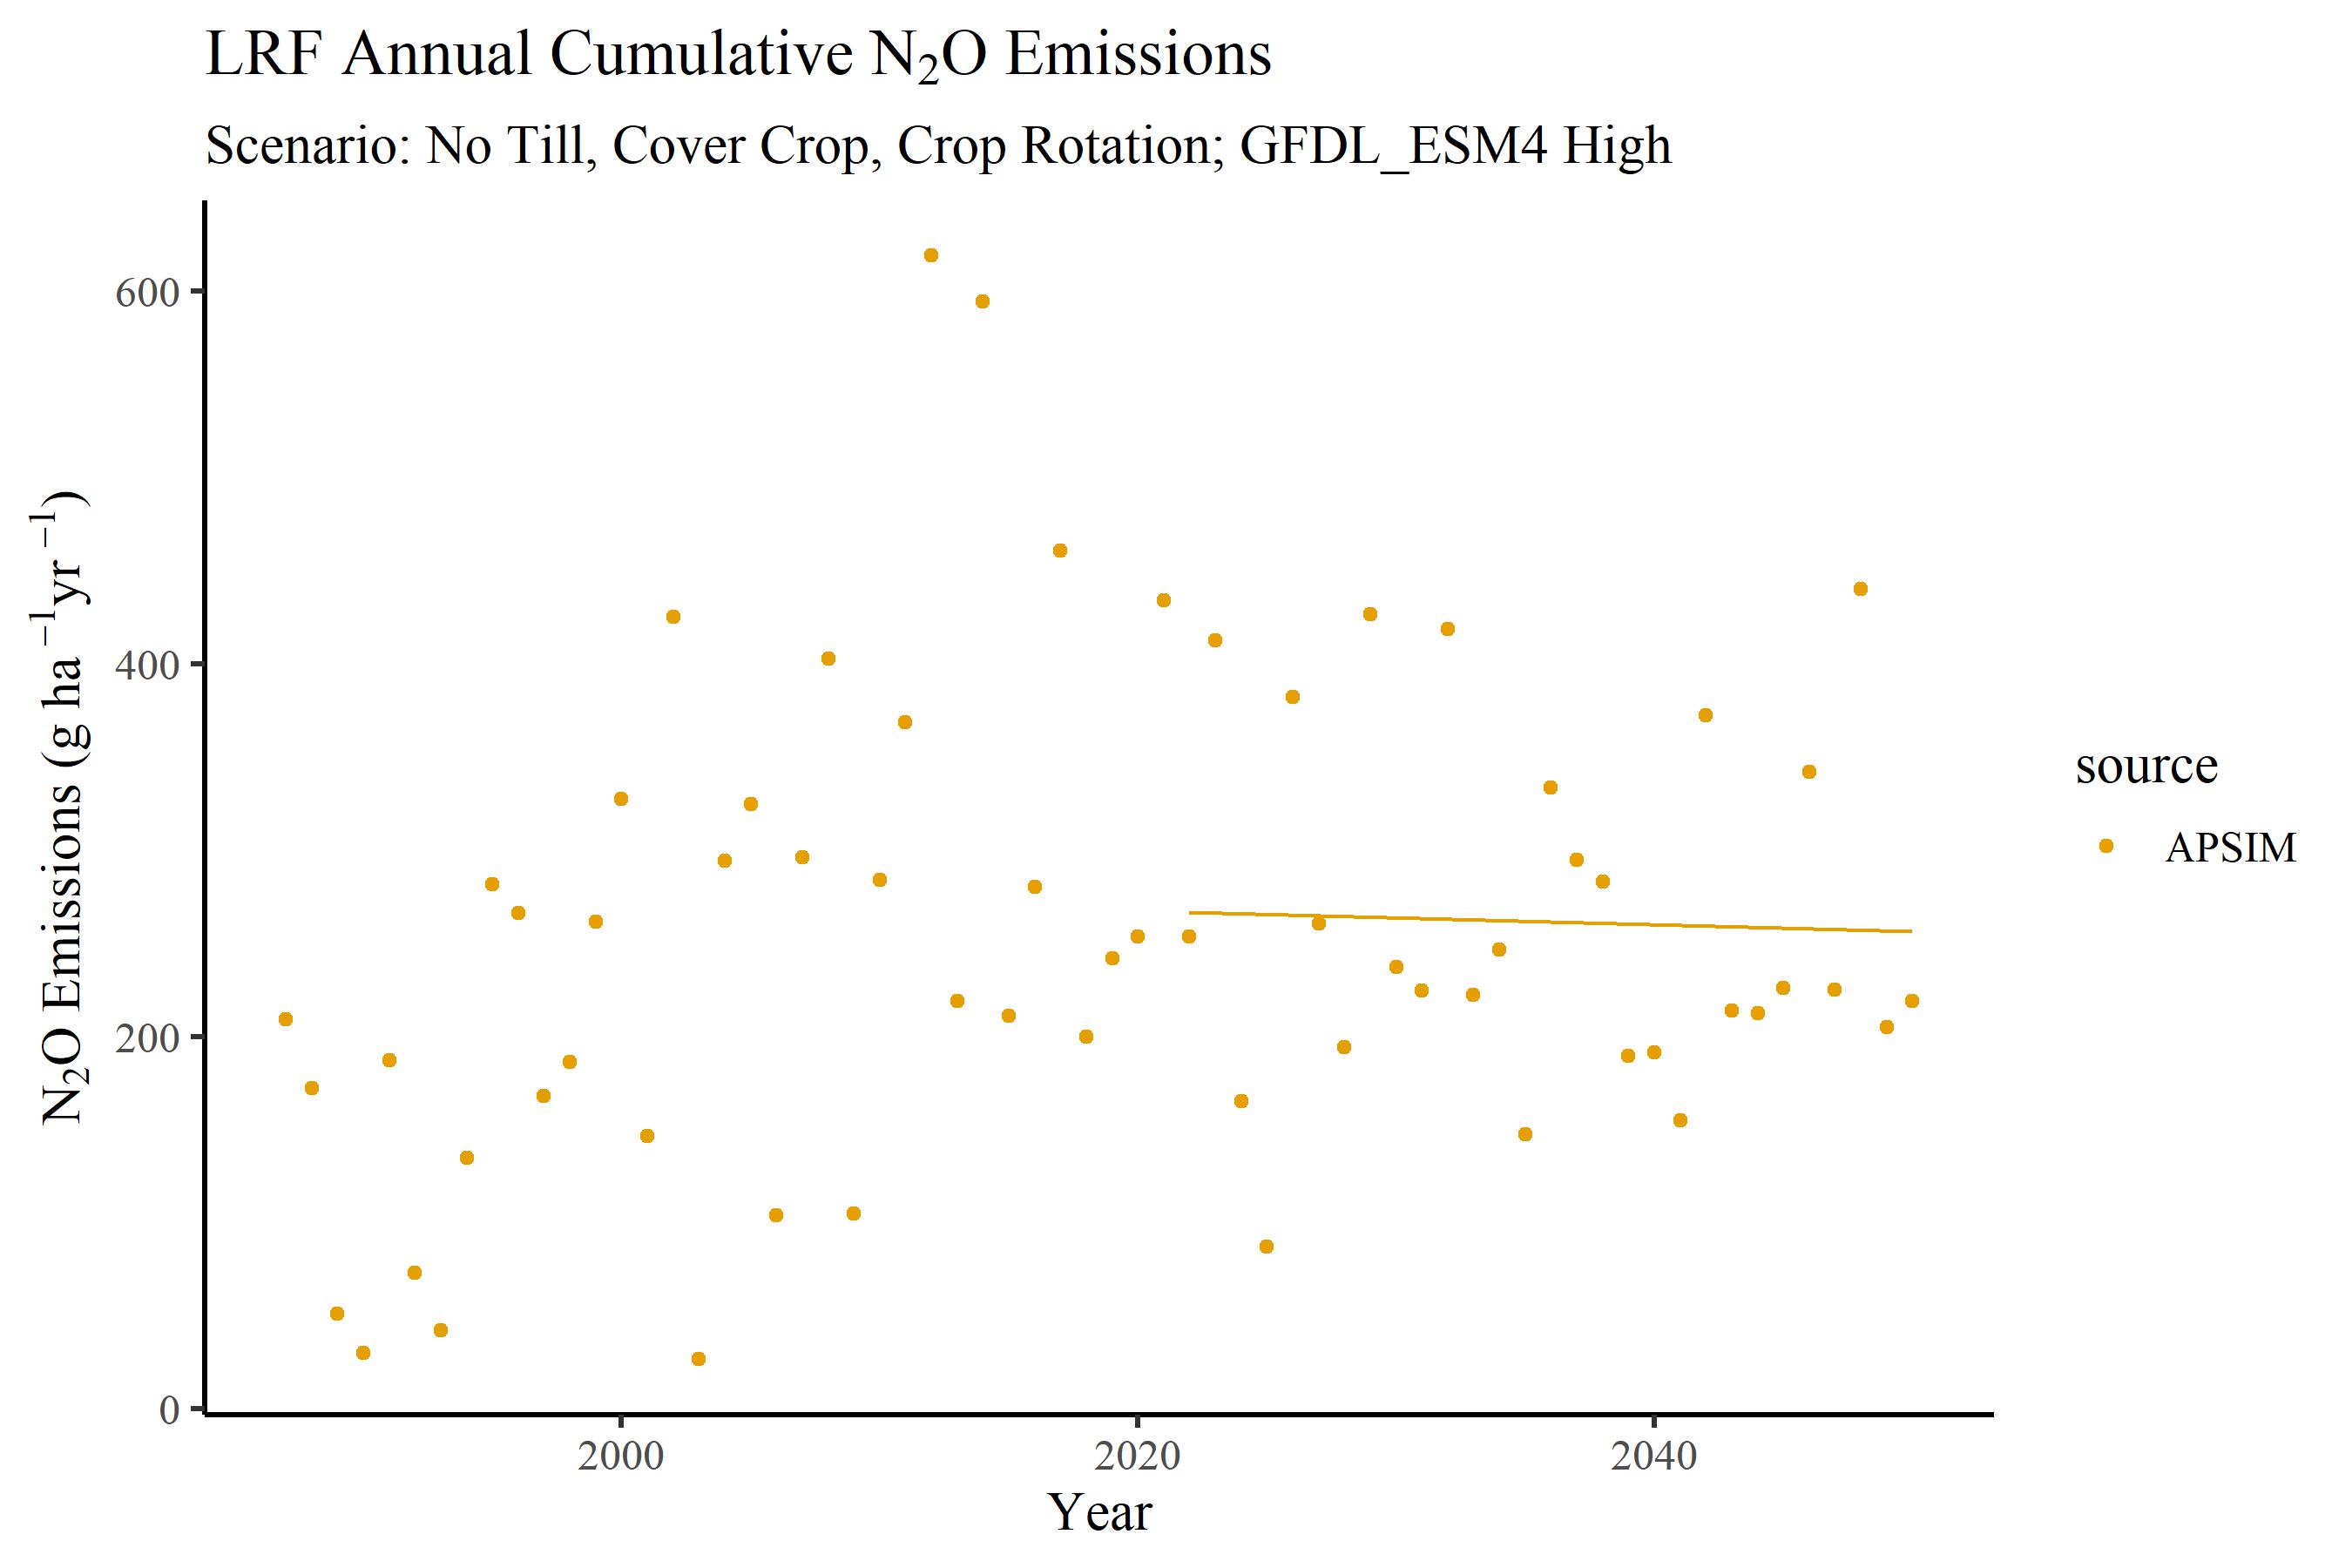 LRF Annual Cumulative N₂O Emissions
Scenario: No Till, Cover Crop, Crop Rotation; GFDL_ESM4 High
N₂O Emissions (g ha ⁻¹yr ⁻¹)
600
400
200
0
2000
2020
2040
Year
source
APSIM